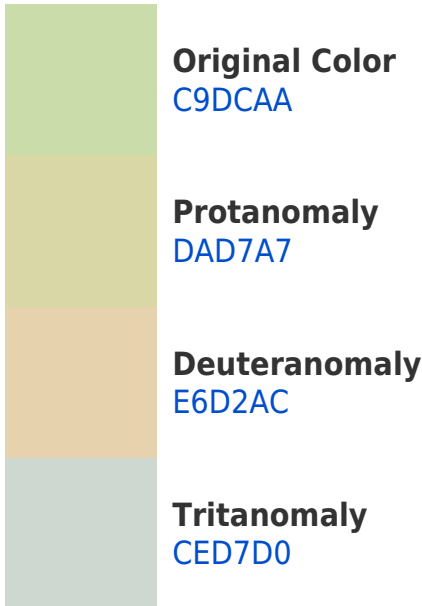 Original Color
C9DCAA
Protanomaly
DAD7A7
Deuteranomaly
E6D2AC
Tritanomaly
CED7D0